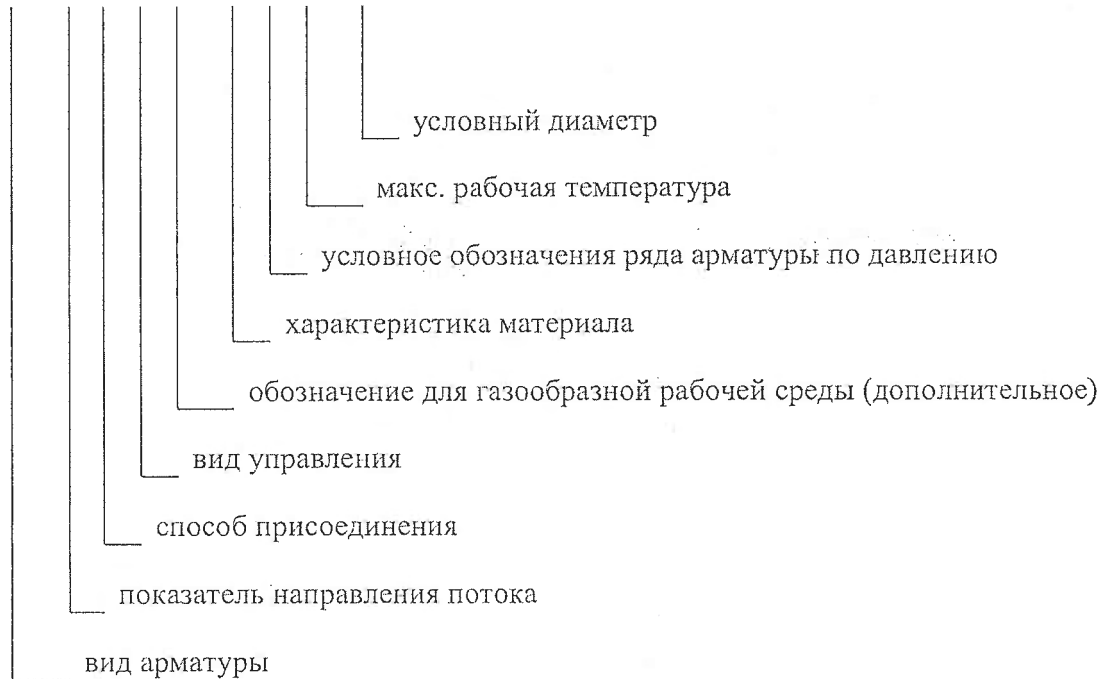 условный диаметр
макс. рабочая температура
условное обозначения ряда арматуры по давлению
характеристика материала
обозначение для газообразной рабочей среды (дополнительное)
вид управления
способ присоединения
показатель направления потока
вид арматуры